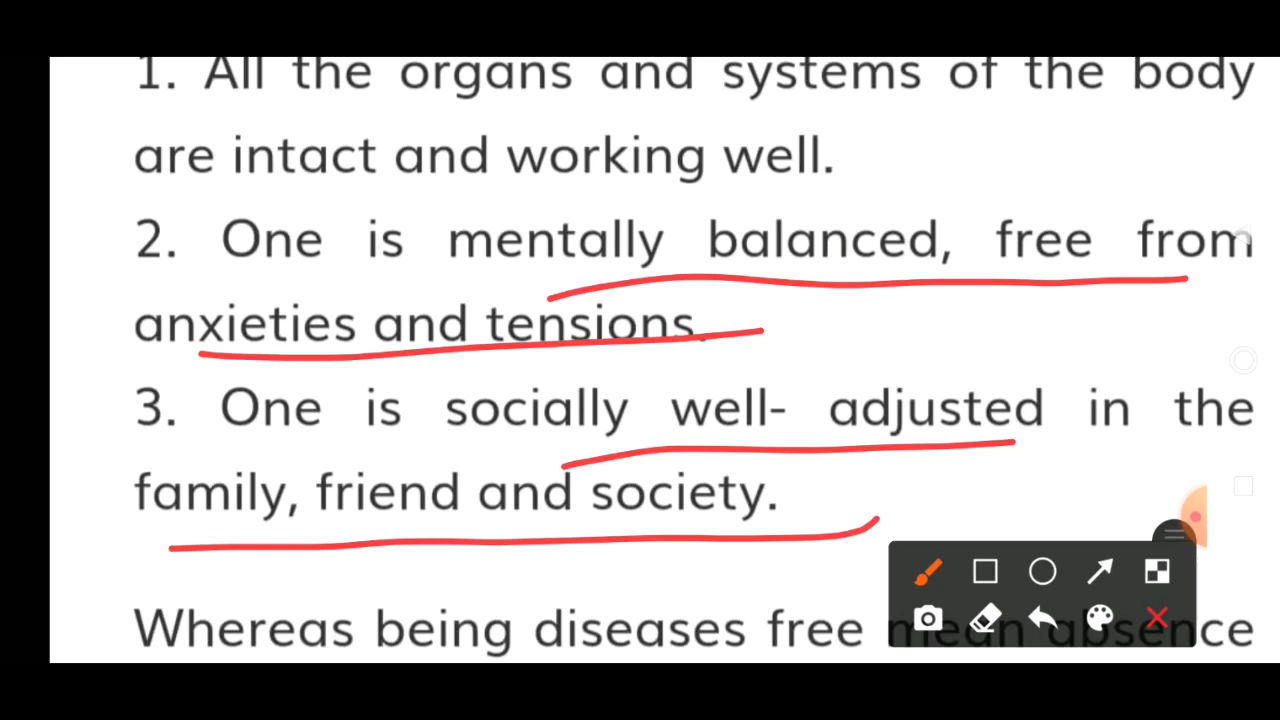 1. All the organs and systems of the body
are intact and working well.
2. One is mentally balanced, free from
anxieties and tensions.
3. One is socially well- adjusted in the
family, friend and society.
Whereas being diseases free mean absence